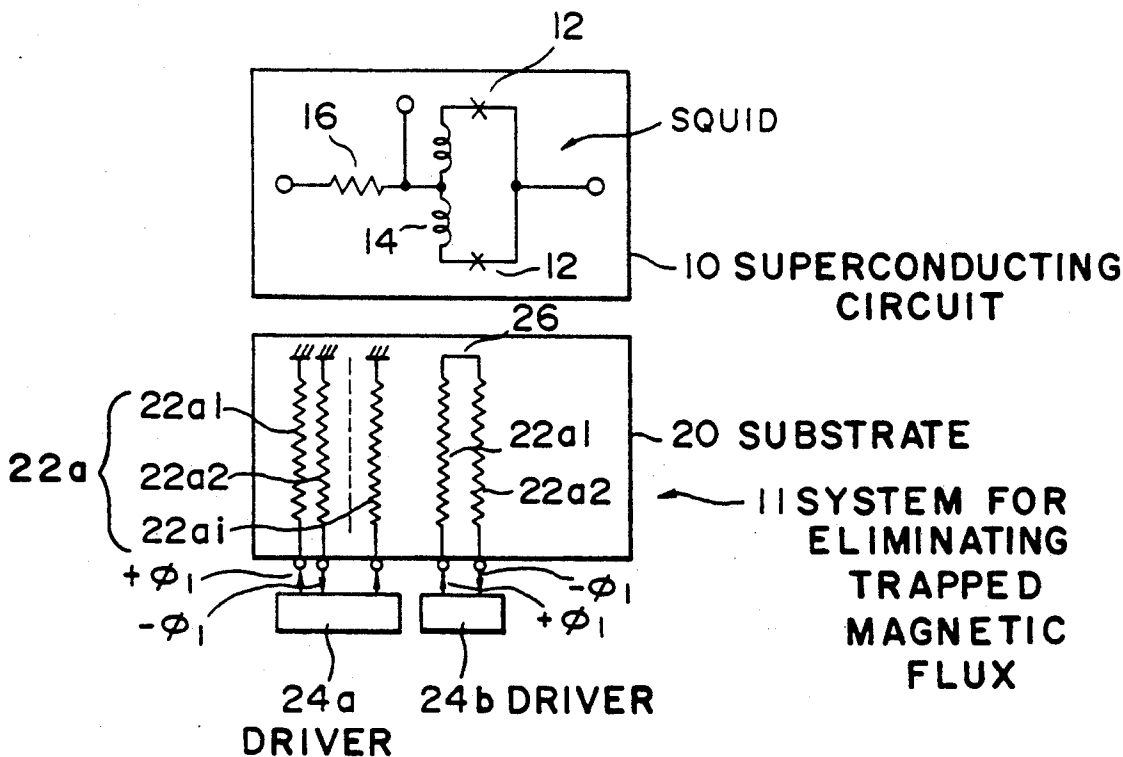 12
16
SQUID
14
12
10 SUPERCONDUCTING
CIRCUIT
26
22a1
22a
22a2
22ai
22a1
22a2
20 SUBSTRATE
11 SYSTEM FOR
ELIMINATING
TRAPPED
MAGNETIC
FLUX
+Φ1
-Φ1
-Φ1
+Φ1
24a
DRIVER
24b DRIVER